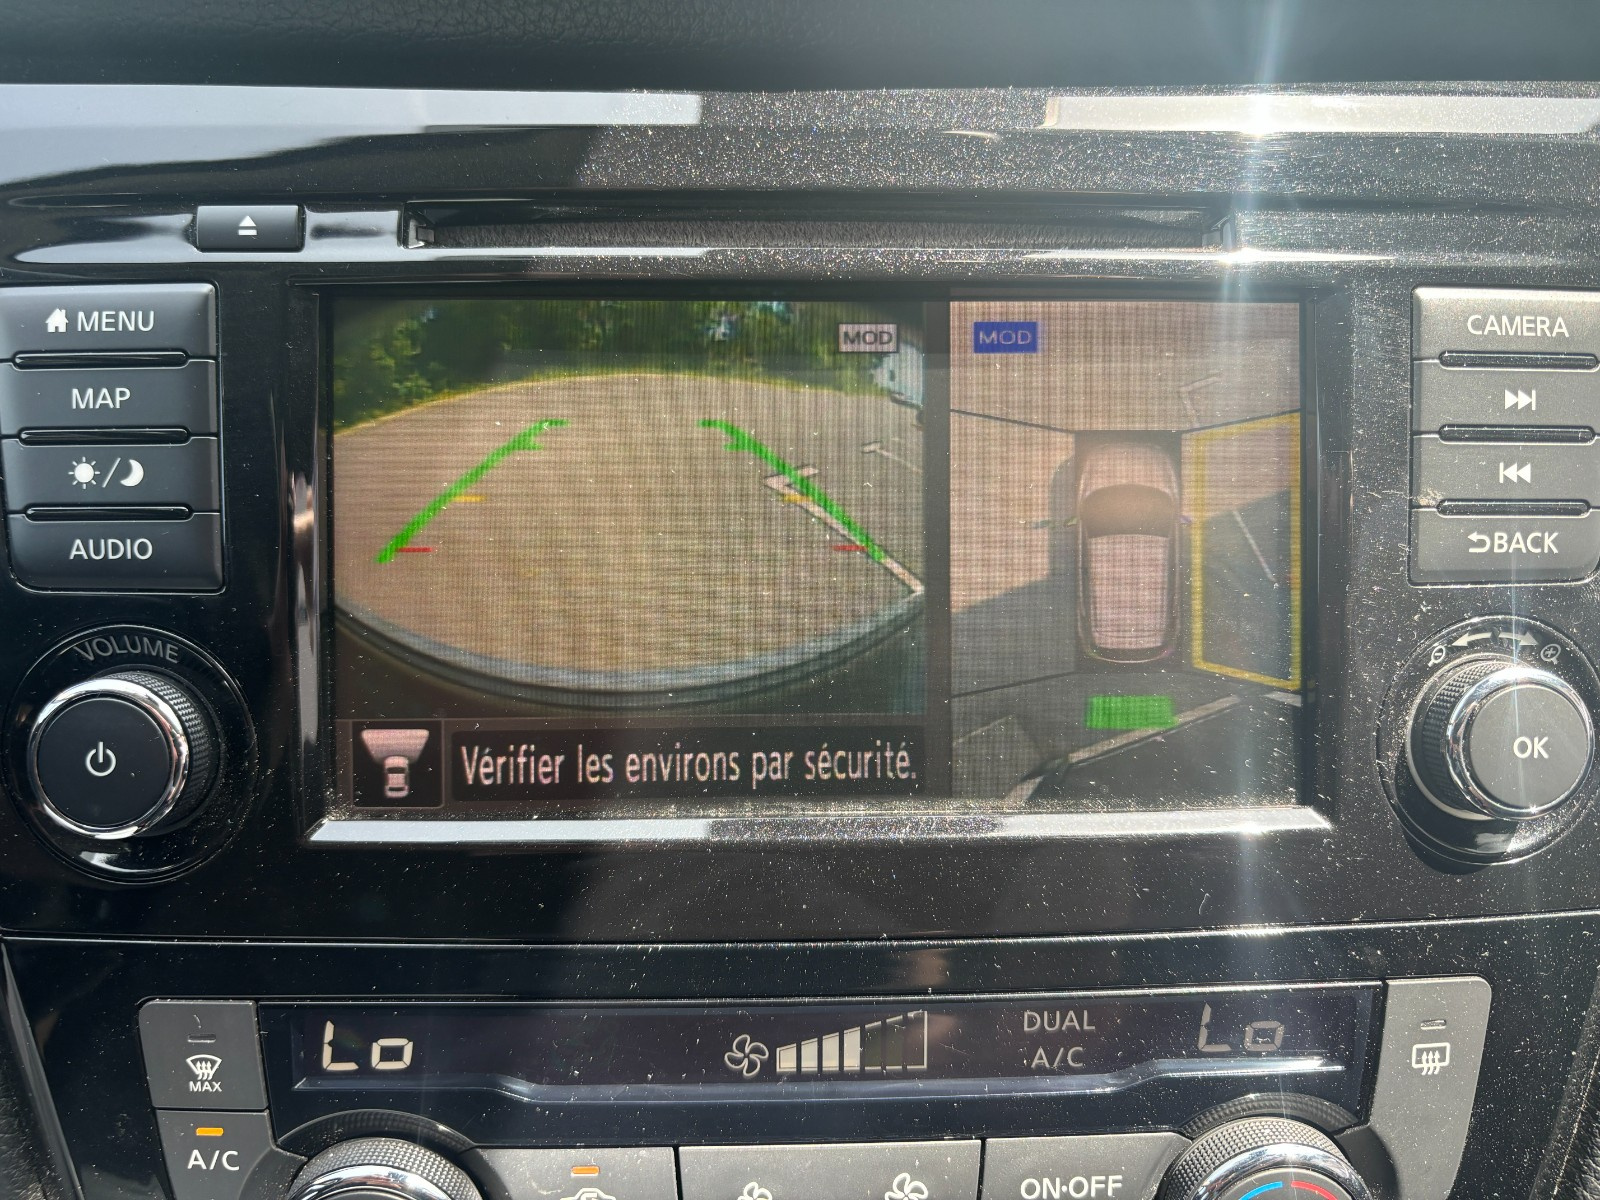 MENU
MAP
AUDIO
VOLUME
MOD
MOD
Vérifier les environs par sécurité.
CAMERA
BACK
OK
MAX
A/C
Lo
DUAL
A/C
Lo
ON·OFF